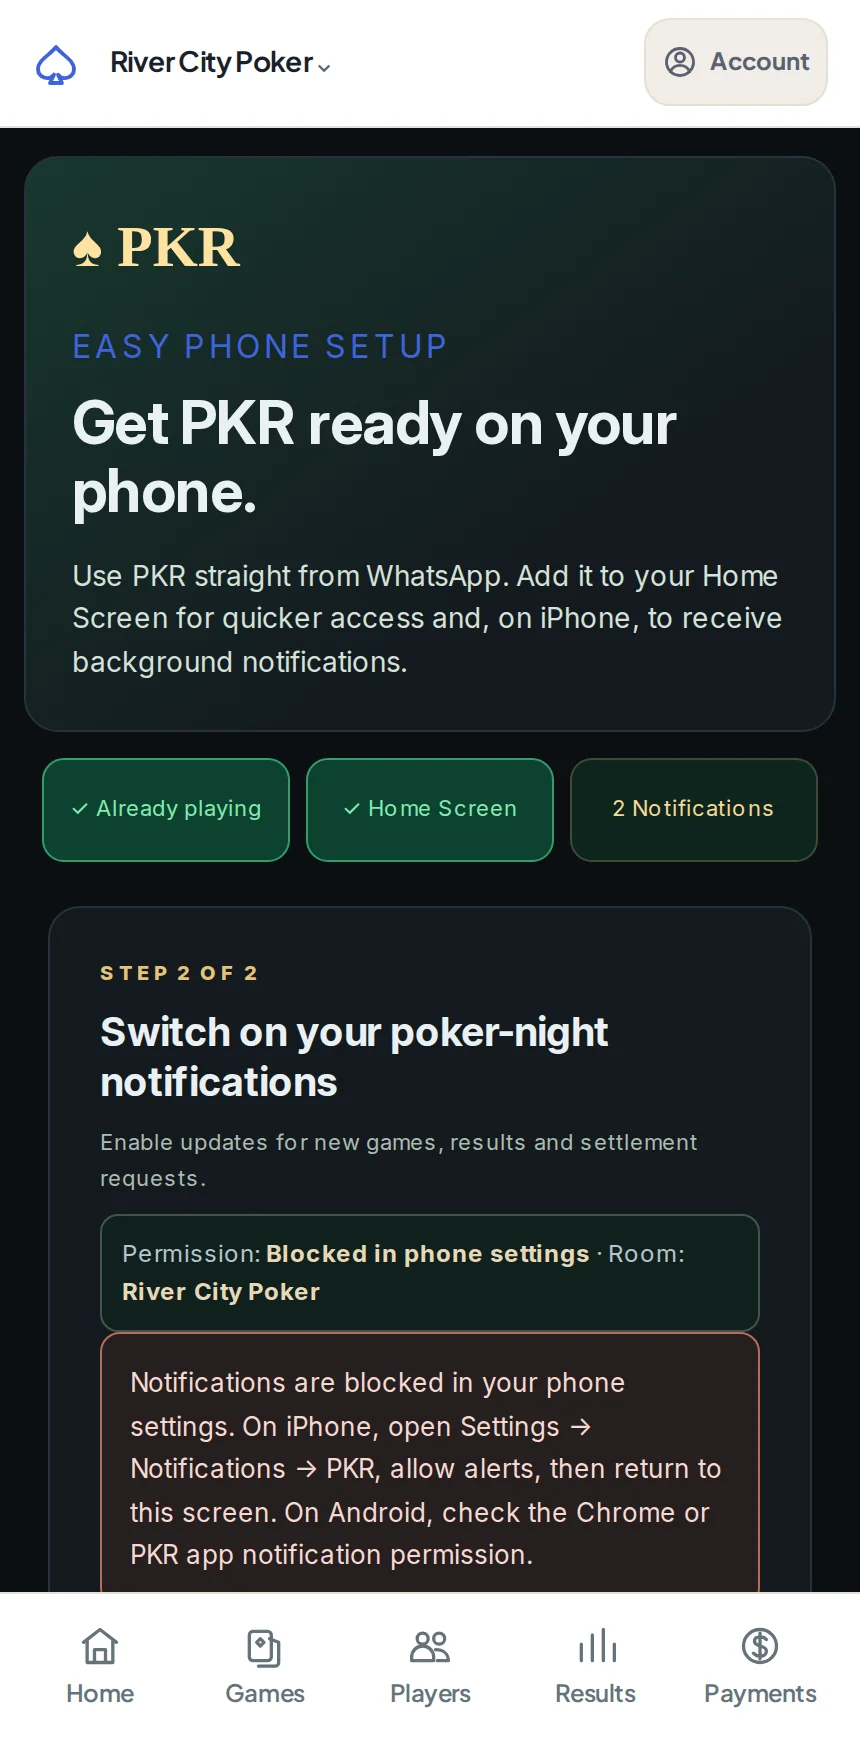 River City Poker
Account
♠ PKR
EASY PHONE SETUP
Get PKR ready on your
phone.
Use PKR straight from WhatsApp. Add it to your Home
Screen for quicker access and, on iPhone, to receive
background notifications.
✓ Already playing
✓ Home Screen
2 Notifications
STEP 2 OF 2
Switch on your poker-night
notifications
Enable updates for new games, results and settlement
requests.
Permission: Blocked in phone settings · Room:
River City Poker
Notifications are blocked in your phone
settings. On iPhone, open Settings →
Notifications → PKR, allow alerts, then return to
this screen. On Android, check the Chrome or
PKR app notification permission.
Home
Games
Players
Results
Payments